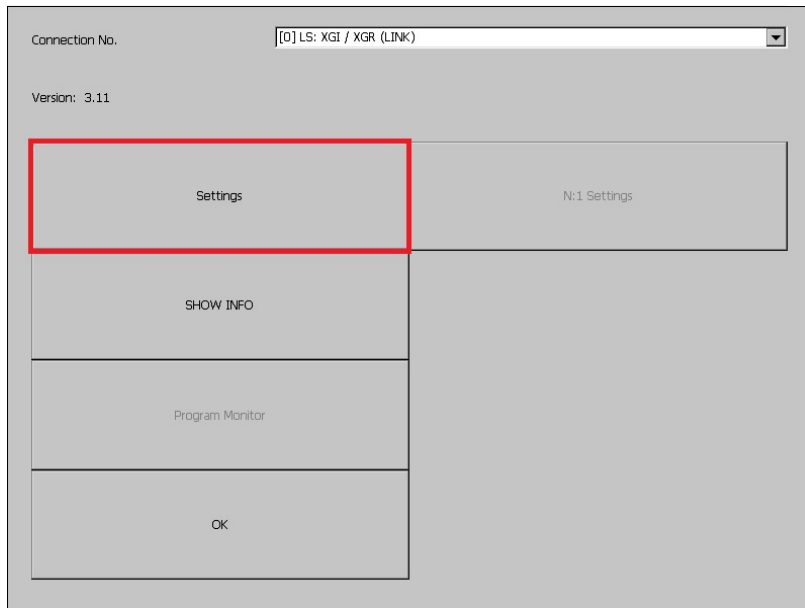 Connection No.
[0] LS: XGI / XGR (LINK)
Version: 3.11
Settings
N:1 Settings
SHOW INFO
Program Monitor
OK